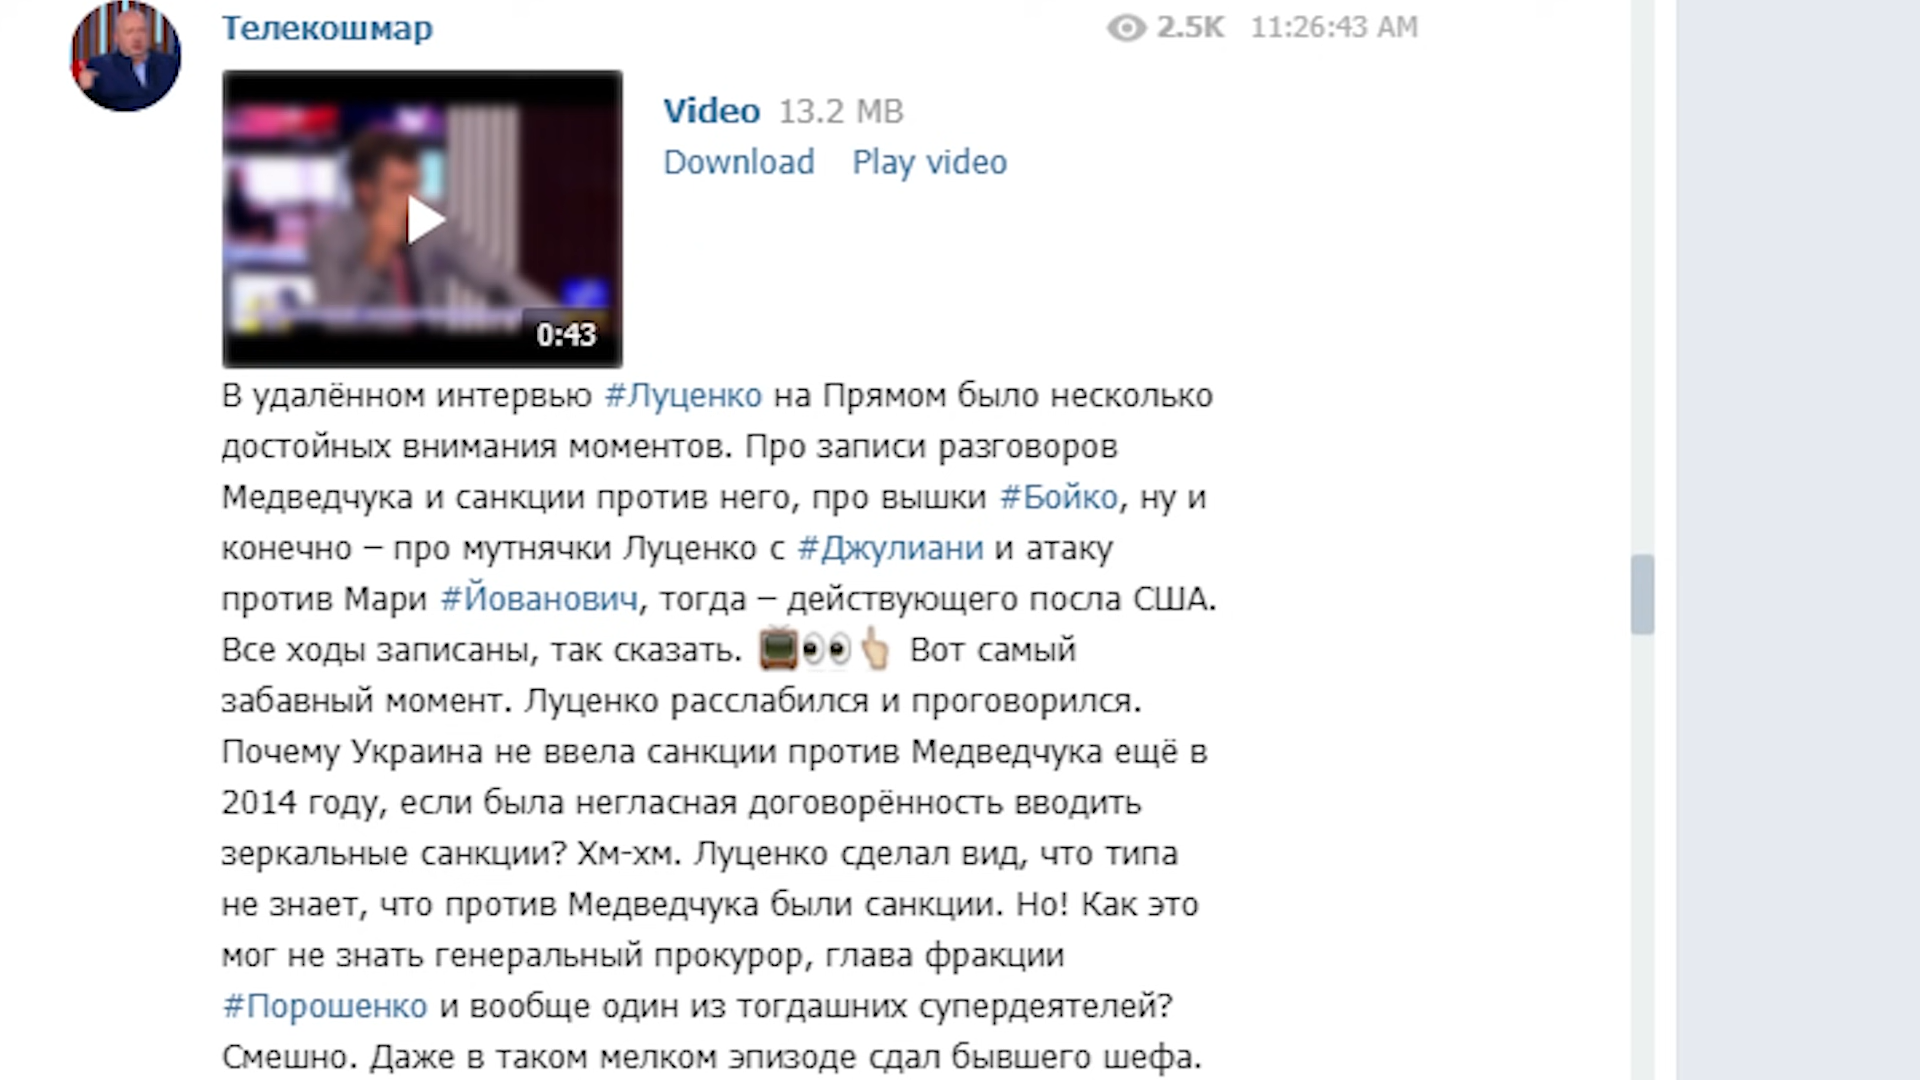 Телекошмар 2.5K 11:26:43 AM
Video 13.2 MB
Download Play video
0:43
В удалённом интервью #Луценко на Прямом было несколько
достойных внимания моментов. Про записи разговоров
Медведчука и санкции против него, про вышки #Бойко, ну и
конечно – про мутнячки Луценко с #Джулиани и атаку
против Мари #Йованович, тогда – действующего посла США.
Все ходы записаны, так сказать. 📺👀👆🏼 Вот самый
забавный момент. Луценко расслабился и проговорился.
Почему Украина не ввела санкции против Медведчука ещё в
2014 году, если была негласная договорённость вводить
зеркальные санкции? Хм-хм. Луценко сделал вид, что типа
не знает, что против Медведчука были санкции. Но! Как это
мог не знать генеральный прокурор, глава фракции
#Порошенко и вообще один из тогдашних супердеятелей?
Смешно. Даже в таком мелком эпизоде сдал бывшего шефа.